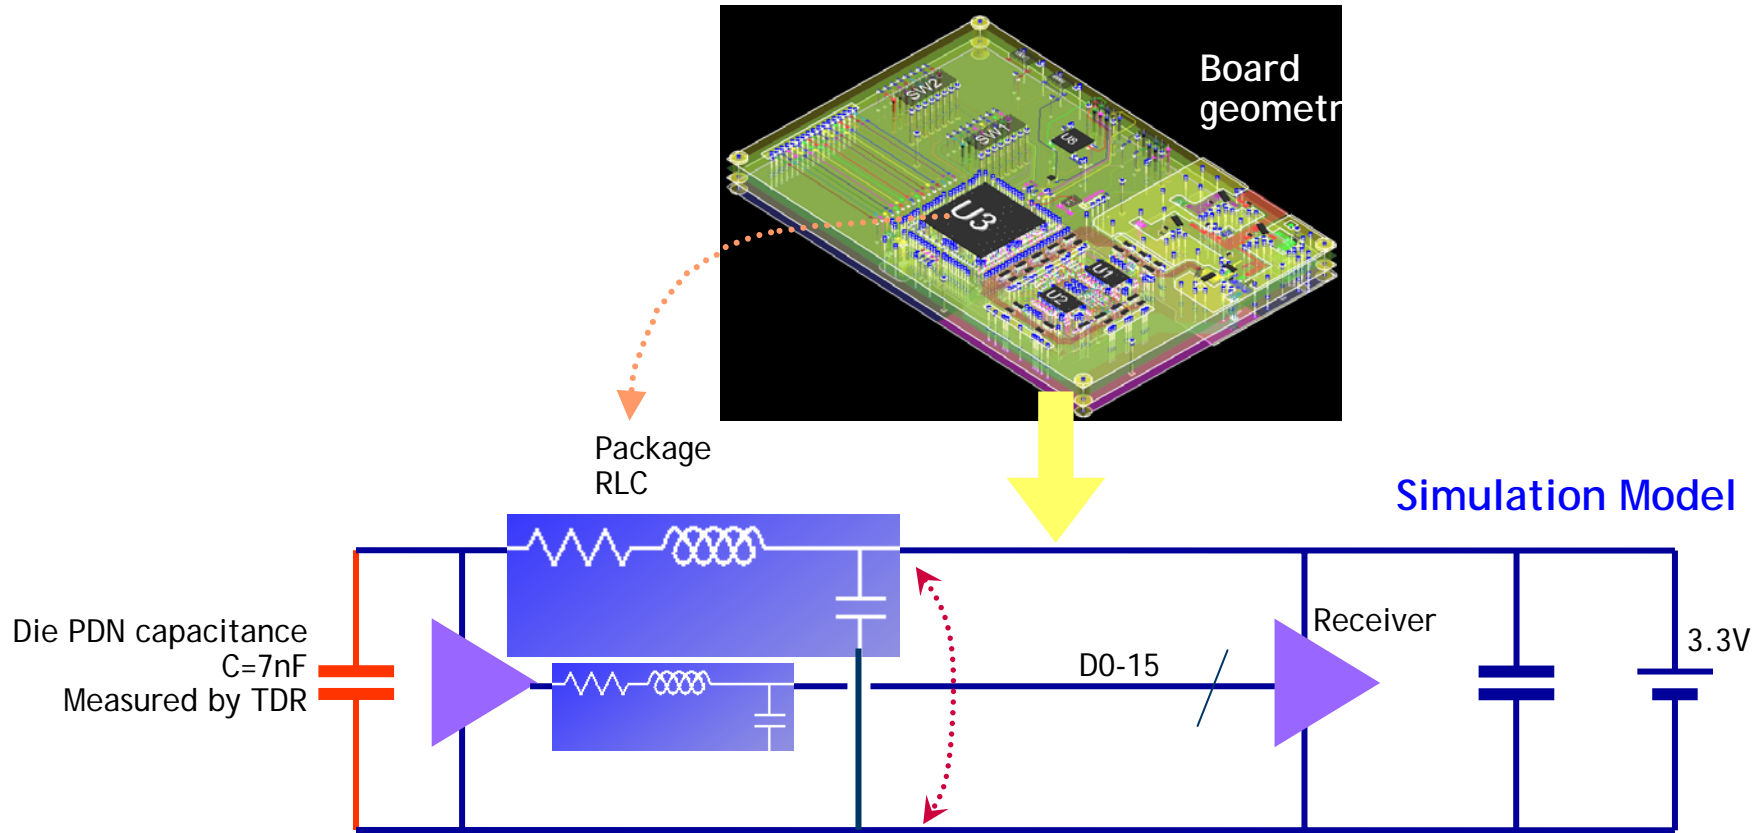 Board
geometr
SW2
SW1
U8
U3
U1
U2
Package
RLC
Simulation Model
Die PDN capacitance
C=7nF
Measured by TDR
Receiver
D0-15
3.3V